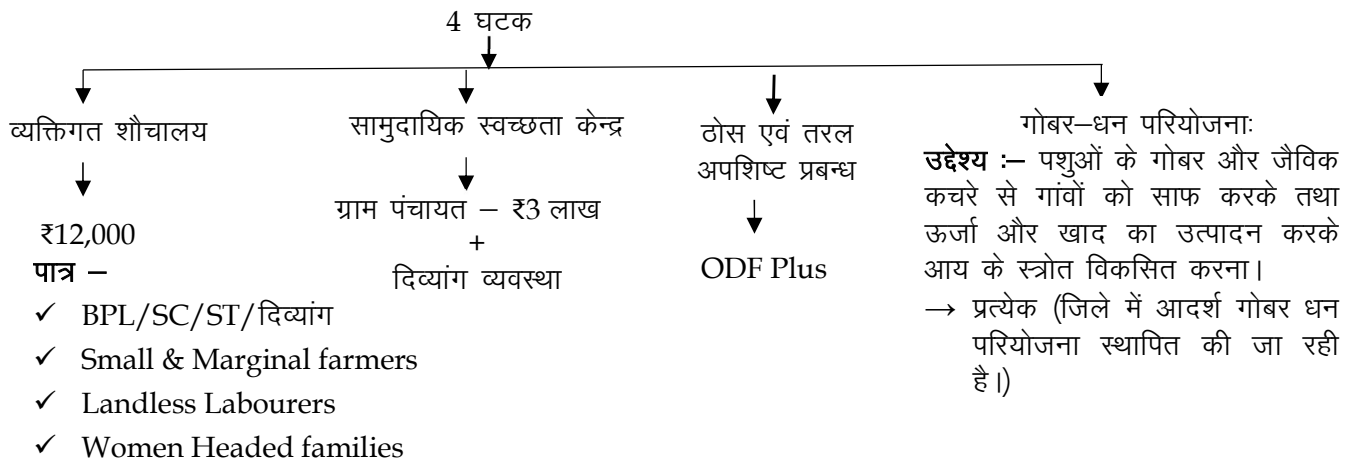 4 घटक
व्यक्तिगत शौचालय
₹12,000
पात्र –
✓ BPL/SC/ST/दिव्यांग
✓ Small & Marginal farmers
✓ Landless Labourers
✓ Women Headed families
सामुदायिक स्वच्छता केन्द्र
ग्राम पंचायत – ₹3 लाख
+
दिव्यांग व्यवस्था
ठोस एवं तरल
अपशिष्ट प्रबन्ध
ODF Plus
गोबर–धन परियोजनाः
उद्देश्य :– पशुओं के गोबर और जैविक
कचरे से गांवों को साफ करके तथा
ऊर्जा और खाद का उत्पादन करके
आय के स्त्रोत विकसित करना।
→ प्रत्येक (जिले में आदर्श गोबर धन
परियोजना स्थापित की जा रही
है।)